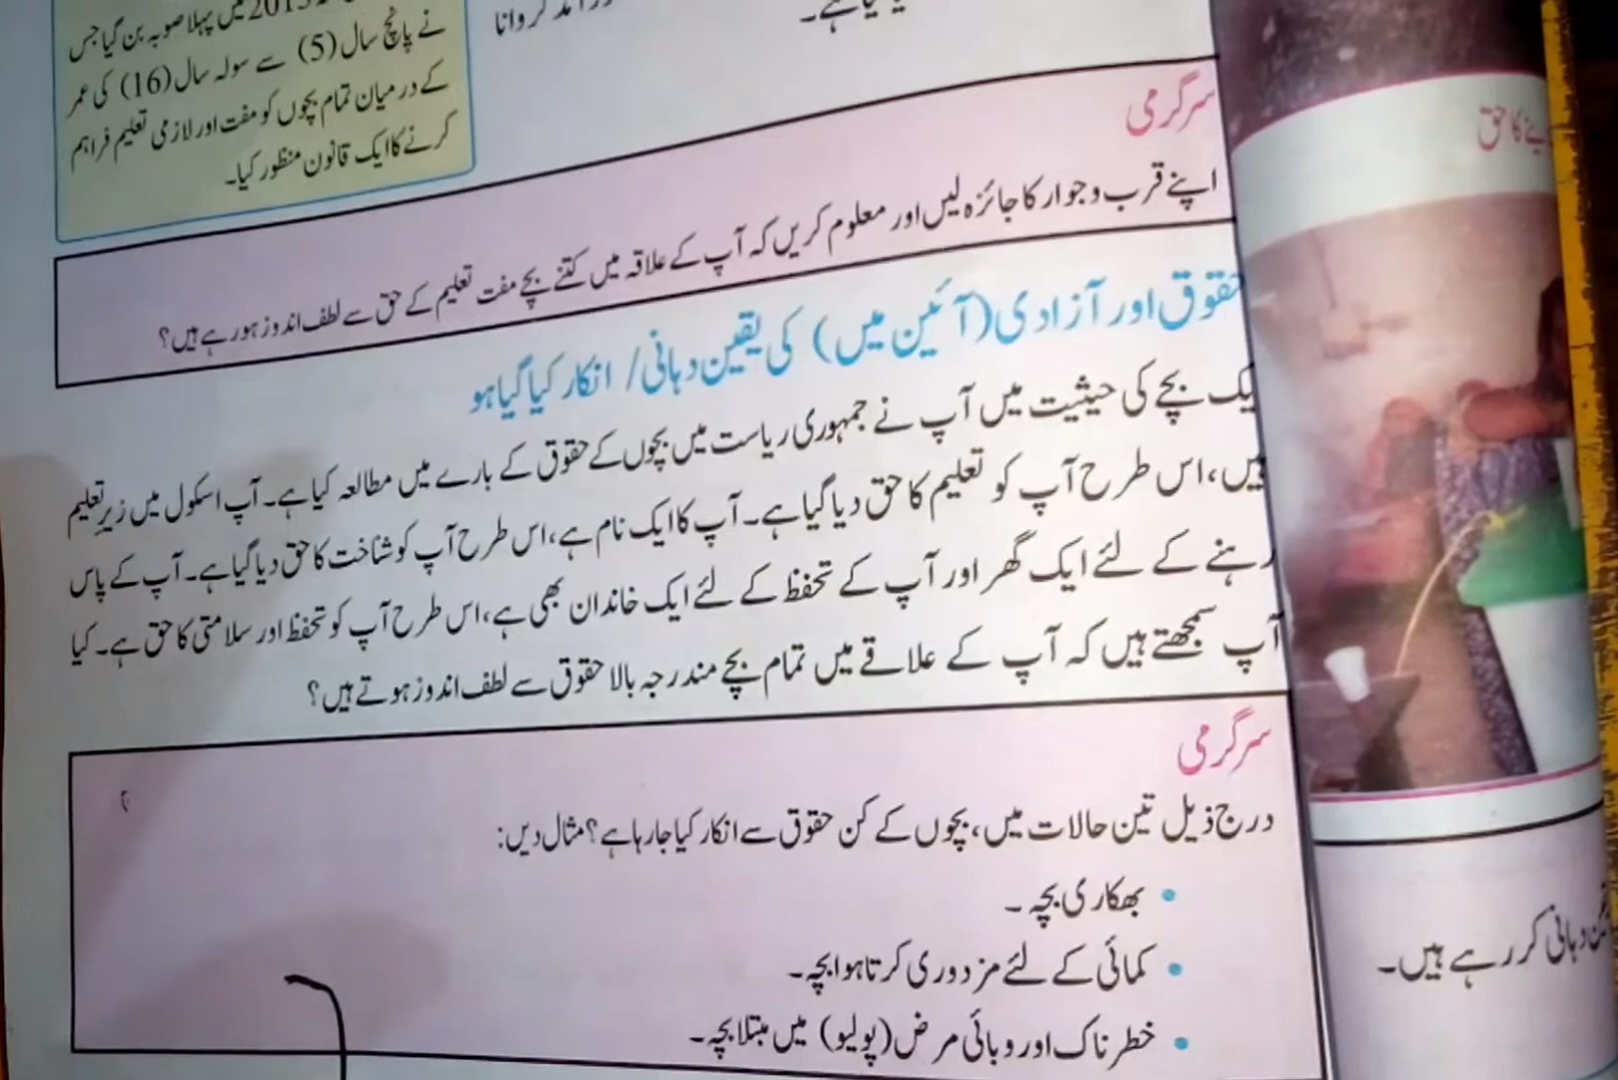 2013 میں پہلا صوبہ بن گیا جس
نے پانچ سال (5) سے سولہ سال (16) کی عمر
کے درمیان تمام بچوں کو مفت اور لازمی تعلیم فراہم
کرنے کا ایک قانون منظور کیا۔
سرگرمی
اپنے قرب و جوار کا جائزہ لیں اور معلوم کریں کہ آپ کے علاقہ میں کتنے بچے مفت تعلیم کے حق سے لطف اندوز ہو رہے ہیں؟
حقوق اور آزادی (آئین میں) کی یقین دہانی/ انکار کیا گیا ہو
ایک بچے کی حیثیت میں آپ نے جمہوری ریاست میں بچوں کے حقوق کے بارے میں مطالعہ کیا ہے۔ آپ اسکول میں زیرِ تعلیم
ہیں، اس طرح آپ کو تعلیم کا حق دیا گیا ہے۔ آپ کا ایک نام ہے، اس طرح آپ کو شناخت کا حق دیا گیا ہے۔ آپ کے پاس
رہنے کے لئے ایک گھر اور آپ کے تحفظ کے لئے ایک خاندان بھی ہے، اس طرح آپ کو تحفظ اور سلامتی کا حق ہے۔ کیا
آپ سمجھتے ہیں کہ آپ کے علاقے میں تمام بچے مندرجہ بالا حقوق سے لطف اندوز ہوتے ہیں؟
سرگرمی
درج ذیل تین حالات میں، بچوں کے کن حقوق سے انکار کیا جا رہا ہے؟ مثال دیں:
• بھکاری بچہ ۔
• کمائی کے لئے مزدوری کرتا ہوا بچہ۔
• خطرناک اور وبائی مرض (پولیو) میں مبتلا بچہ۔
کا حق
دہانی کر رہے ہیں۔